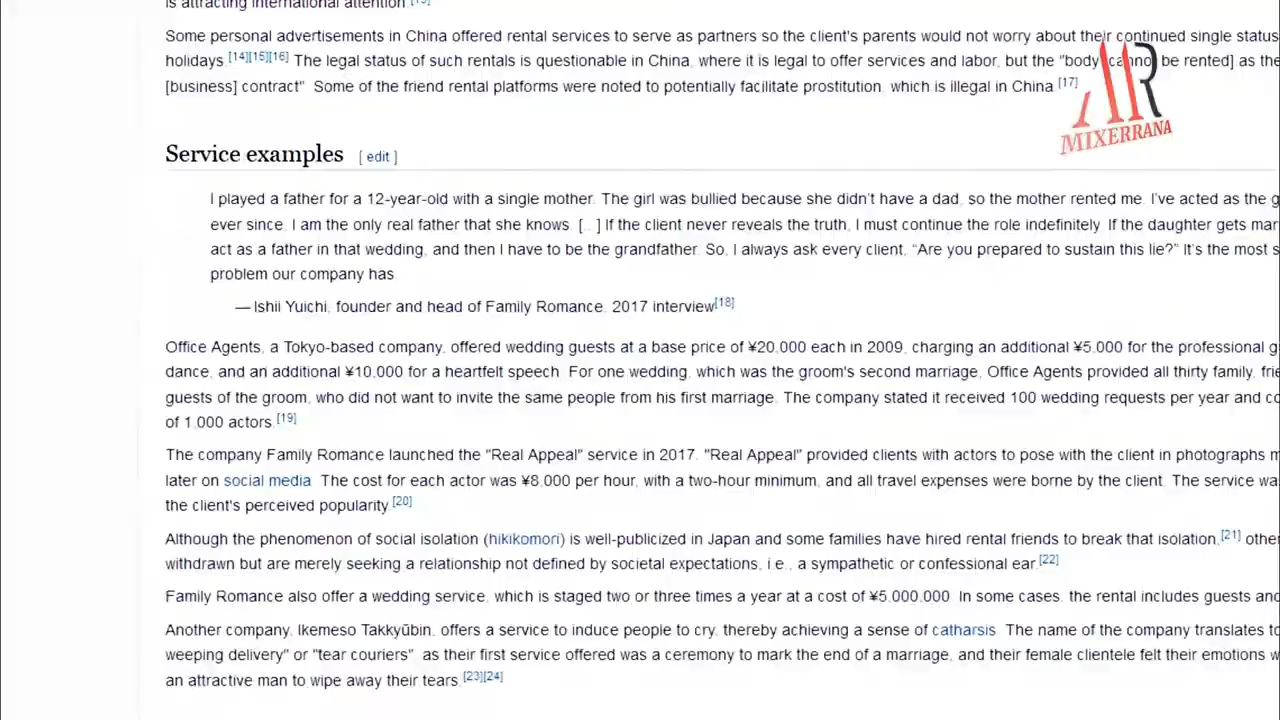 is attracting international attention.[13]
Some personal advertisements in China offered rental services to serve as partners so the client's parents would not worry about their continued single status
holidays.[14][15][16] The legal status of such rentals is questionable in China, where it is legal to offer services and labor, but the "body cannot be rented] as the
[business] contract" Some of the friend rental platforms were noted to potentially facilitate prostitution, which is illegal in China.[17]
MIXERRANA
Service examples [ edit ]
I played a father for a 12-year-old with a single mother. The girl was bullied because she didn't have a dad, so the mother rented me. I've acted as the
ever since. I am the only real father that she knows. [...] If the client never reveals the truth, I must continue the role indefinitely. If the daughter gets
act as a father in that wedding, and then I have to be the grandfather. So, I always ask every client, “Are you prepared to sustain this lie?” It's the most
problem our company has
— Ishii Yuichi, founder and head of Family Romance, 2017 interview[18]
Office Agents, a Tokyo-based company, offered wedding guests at a base price of ¥20,000 each in 2009, charging an additional ¥5,000 for the professional
dance, and an additional ¥10,000 for a heartfelt speech. For one wedding, which was the groom's second marriage, Office Agents provided all thirty family,
guests of the groom, who did not want to invite the same people from his first marriage. The company stated it received 100 wedding requests per year and
of 1,000 actors.[19]
The company Family Romance launched the "Real Appeal" service in 2017. "Real Appeal" provided clients with actors to pose with the client in photographs
later on social media. The cost for each actor was ¥8,000 per hour, with a two-hour minimum, and all travel expenses were borne by the client. The service
the client's perceived popularity.[20]
Although the phenomenon of social isolation (hikikomori) is well-publicized in Japan and some families have hired rental friends to break that isolation,[21]
withdrawn but are merely seeking a relationship not defined by societal expectations, i.e., a sympathetic or confessional ear.[22]
Family Romance also offer a wedding service, which is staged two or three times a year at a cost of ¥5,000,000. In some cases, the rental includes guests and
Another company, Ikemeso Takkyūbin, offers a service to induce people to cry, thereby achieving a sense of catharsis. The name of the company translates to
weeping delivery" or "tear couriers" as their first service offered was a ceremony to mark the end of a marriage, and their female clientele felt their emotions
an attractive man to wipe away their tears.[23][24]